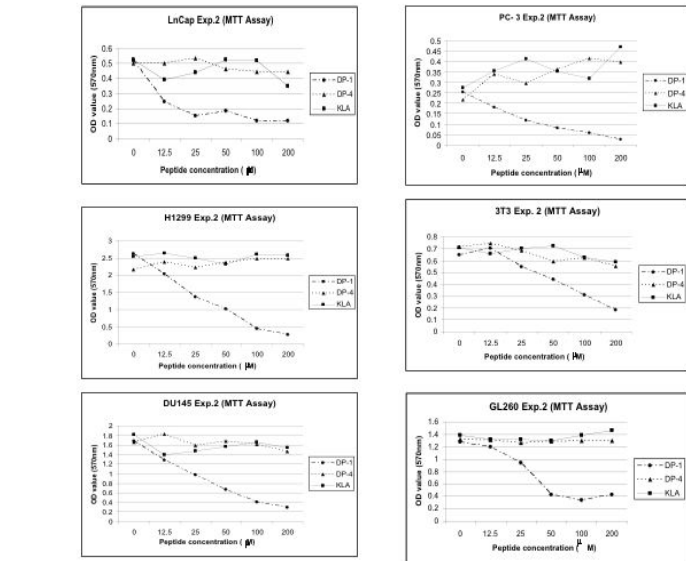 LnCap Exp.2 (MTT Assay)
OD value (570nm)
0.6
0.5
0.4
0.3
0.2
0.1
0
0 12.5 25 50 100 200
Peptide concentration ( μM)
DP-1
DP-4
KLA
PC- 3 Exp.2 (MTT Assay)
OD value (570nm)
0.5
0.45
0.4
0.35
0.3
0.25
0.2
0.15
0.1
0.05
0
0 12.5 25 50 100 200
Peptide concentration ( μM)
DP-1
DP-4
KLA
H1299 Exp.2 (MTT Assay)
OD value (570nm)
3
2.5
2
1.5
1
0.5
0
0 12.5 25 50 100 200
Peptide concentration ( μM)
DP-1
DP-4
KLA
3T3 Exp. 2 (MTT Assay)
OD value (570nm)
0.8
0.7
0.6
0.5
0.4
0.3
0.2
0.1
0
0 12.5 25 50 100 200
Peptide concentration ( μM)
DP-1
DP-4
KLA
DU145 Exp.2 (MTT Assay)
OD value (570nm)
2
1.8
1.6
1.4
1.2
1
0.8
0.6
0.4
0.2
0
0 12.5 25 50 100 200
Peptide concentration ( μM)
DP-1
DP-4
KLA
GL260 Exp.2 (MTT Assay)
OD value (570nm)
1.6
1.4
1.2
1
0.8
0.6
0.4
0.2
0
0 12.5 25 50 100 200
Peptide concentration ( μ M)
DP-1
DP-4
KLA